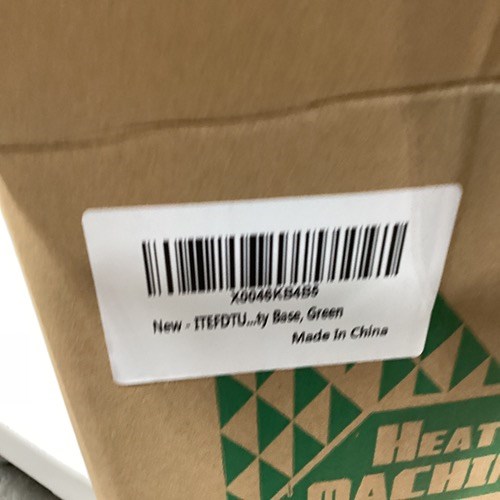 X0046KB4B5
New - ITEFDTU...ty Base, Green
Made In China
HEAT
MACHIN